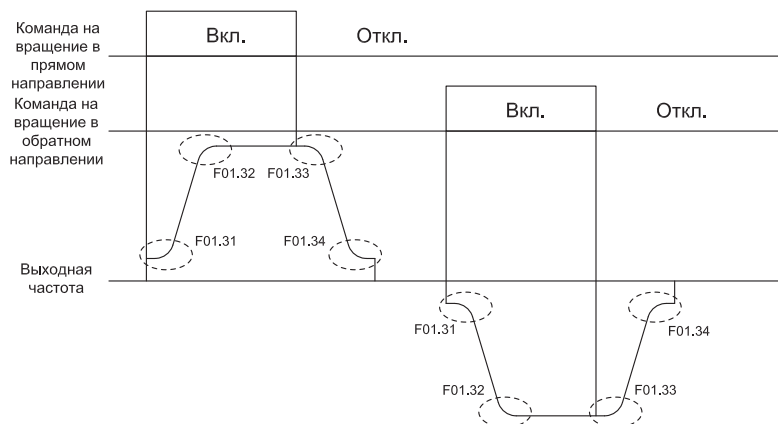 Команда на
вращение в
прямом
направлении
Вкл.
Откл.
Команда на
вращение в
обратном
направлении
Вкл.
Откл.
F01.32
F01.33
F01.31
F01.34
Выходная
частота
F01.31
F01.34
F01.32
F01.33